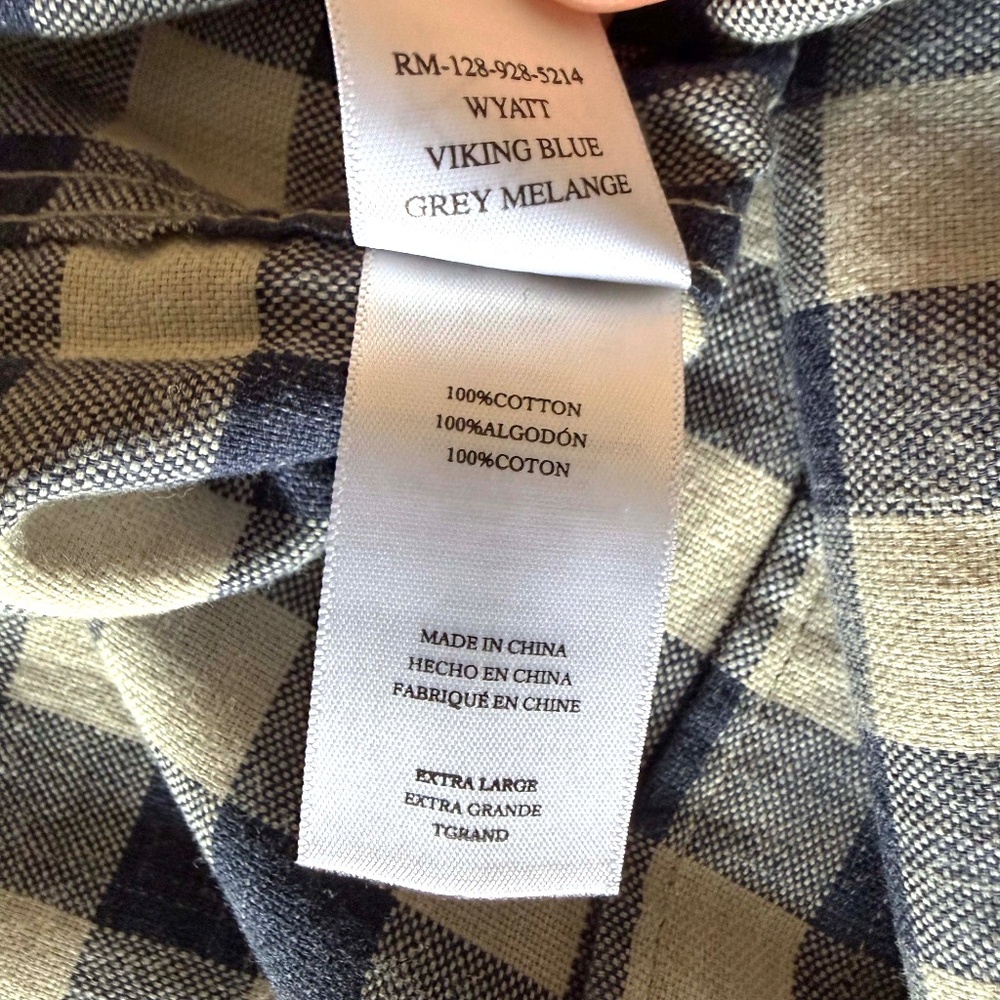 RM-128-928-5214
WYATT
VIKING BLUE
GREY MELANGE
100%COTTON
100%ALGODÓN
100%COTON
MADE IN CHINA
HECHO EN CHINA
FABRIQUÉ EN CHINE
EXTRA LARGE
EXTRA GRANDE
TGRAND